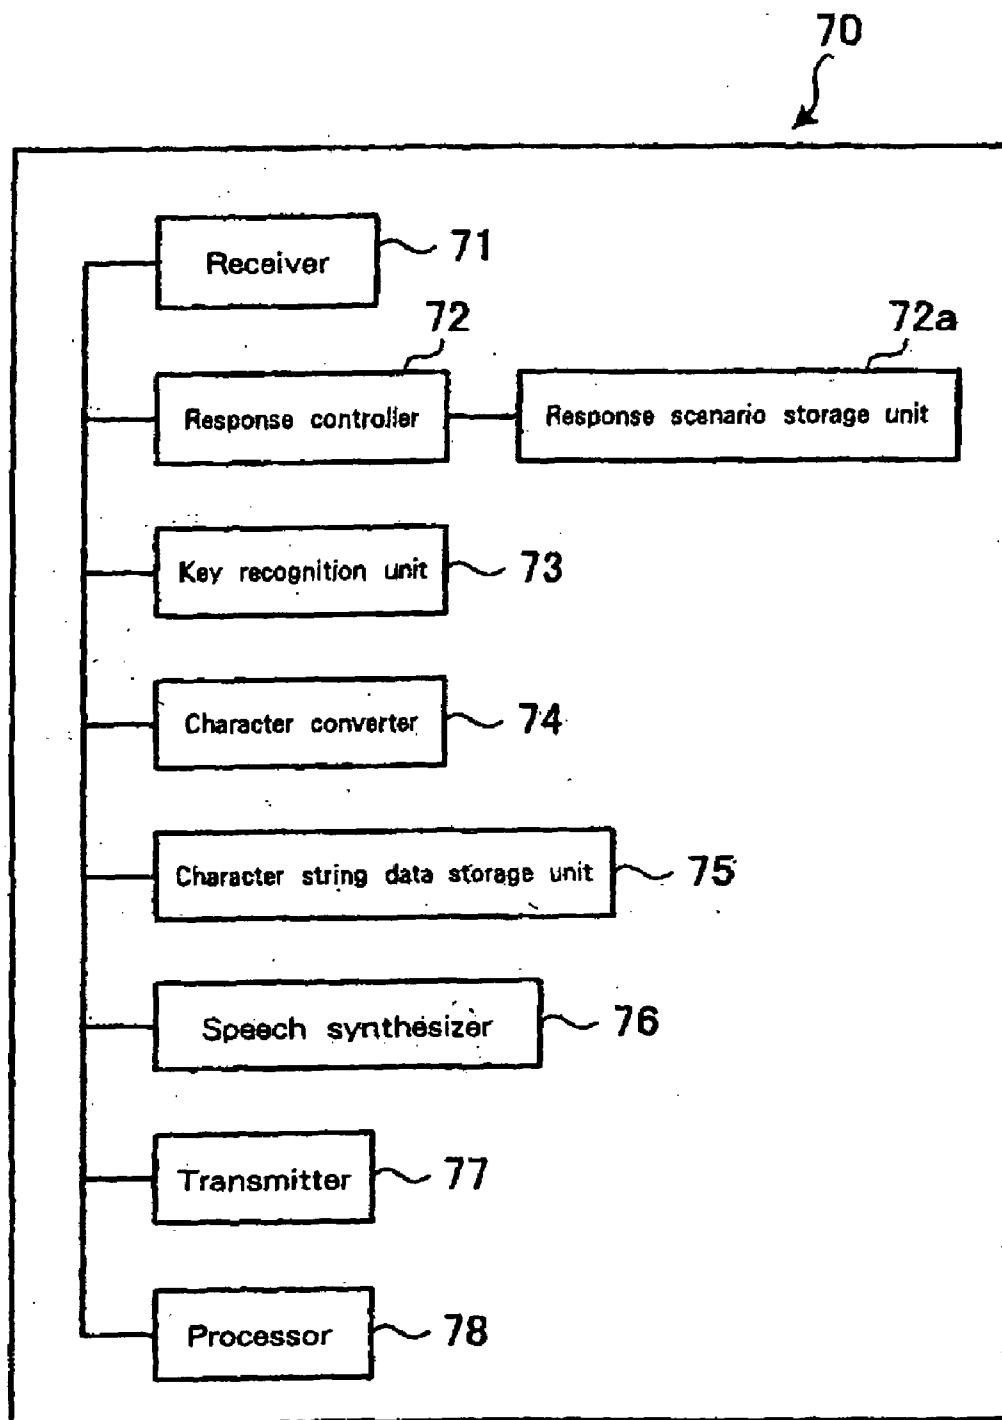 70
Receiver
71
72
72a
Response controller
Response scenario storage unit
Key recognition unit
73
Character converter
74
Character string data storage unit
75
Speech synthesizer
76
Transmitter
77
Processor
78